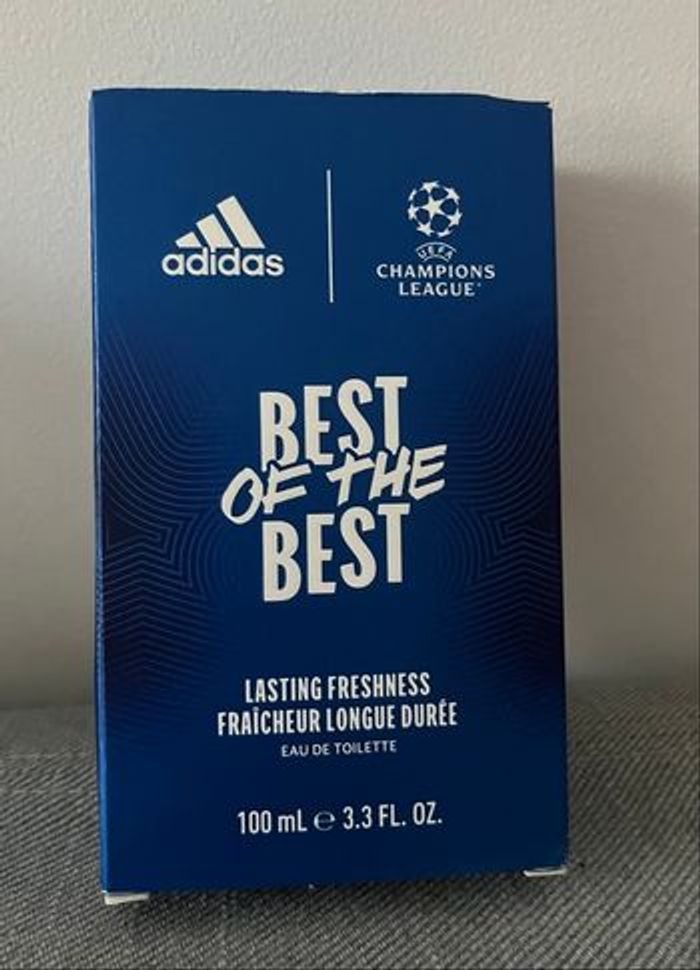 adidas
UEFA
CHAMPIONS
LEAGUE
BEST
OF THE
BEST
LASTING FRESHNESS
FRAÎCHEUR LONGUE DURÉE
EAU DE TOILETTE
100 mL ℮ 3.3 FL. OZ.